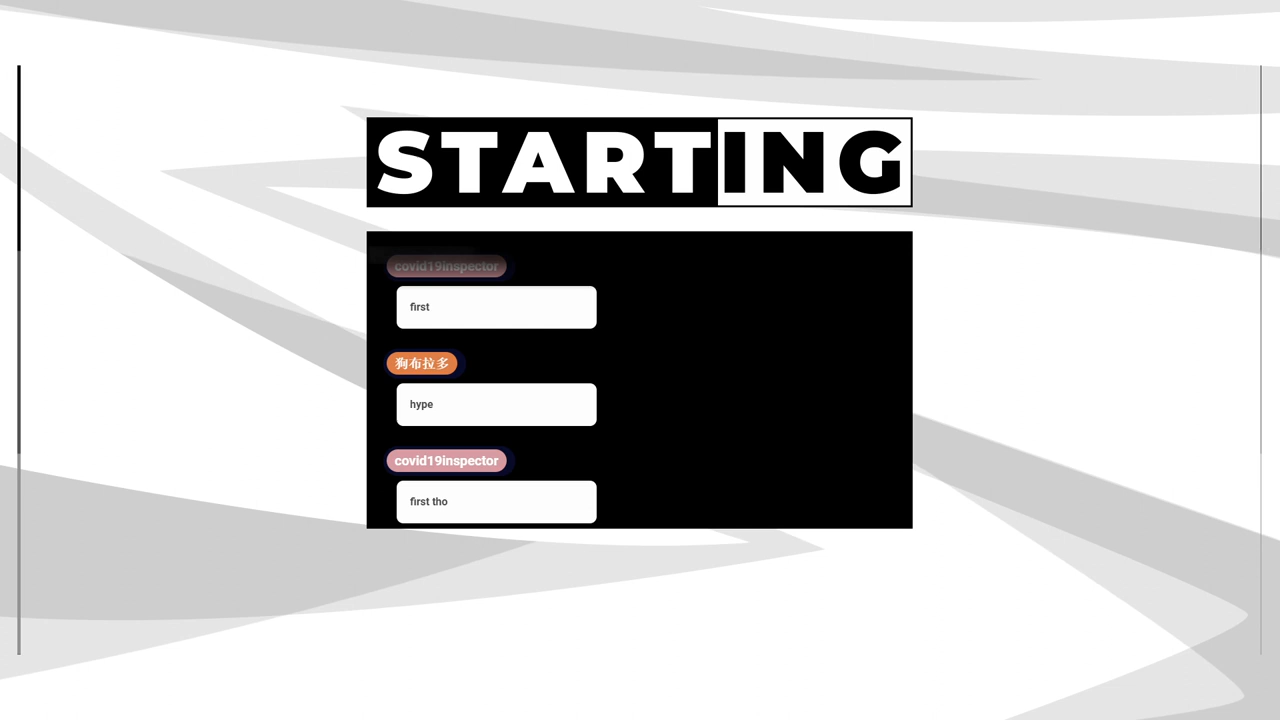 STARTING
covid19inspector
first
狗布拉多
hype
covid19inspector
first tho